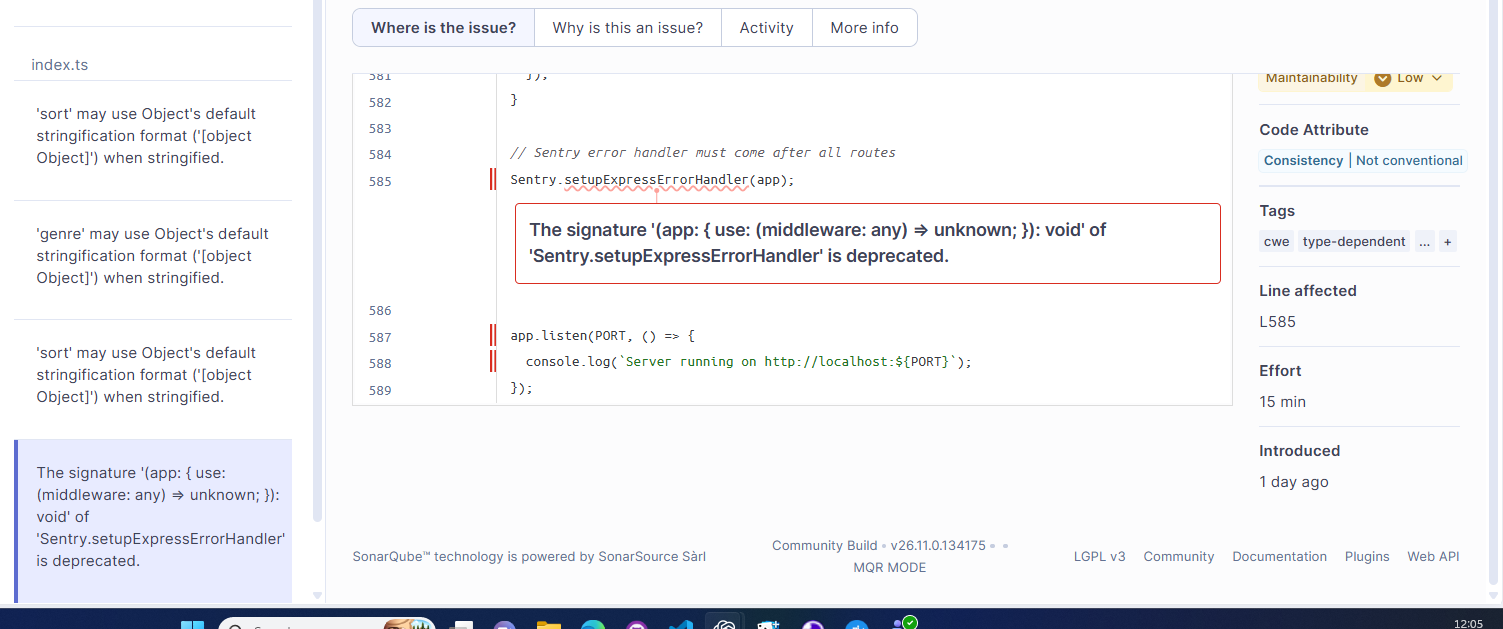 Where is the issue?
Why is this an issue?
Activity
More info
index.ts
'sort' may use Object's default
stringification format ('[object
Object]') when stringified.
'genre' may use Object's default
stringification format ('[object
Object]') when stringified.
'sort' may use Object's default
stringification format ('[object
Object]') when stringified.
The signature '(app: { use:
(middleware: any) => unknown; }):
void' of
'Sentry.setupExpressErrorHandler'
is deprecated.
581 });
582 }
583
584 // Sentry error handler must come after all routes
585 Sentry.setupExpressErrorHandler(app);
The signature '(app: { use: (middleware: any) => unknown; }): void' of
'Sentry.setupExpressErrorHandler' is deprecated.
586
587 app.listen(PORT, () => {
588 console.log(`Server running on http://localhost:${PORT}`);
589 });
Maintainability Low
Code Attribute
Consistency | Not conventional
Tags
cwe type-dependent ... +
Line affected
L585
Effort
15 min
Introduced
1 day ago
SonarQube™ technology is powered by SonarSource Sàrl
Community Build • v26.11.0.134175 • •
MQR MODE
LGPL v3 Community Documentation Plugins Web API
12:05